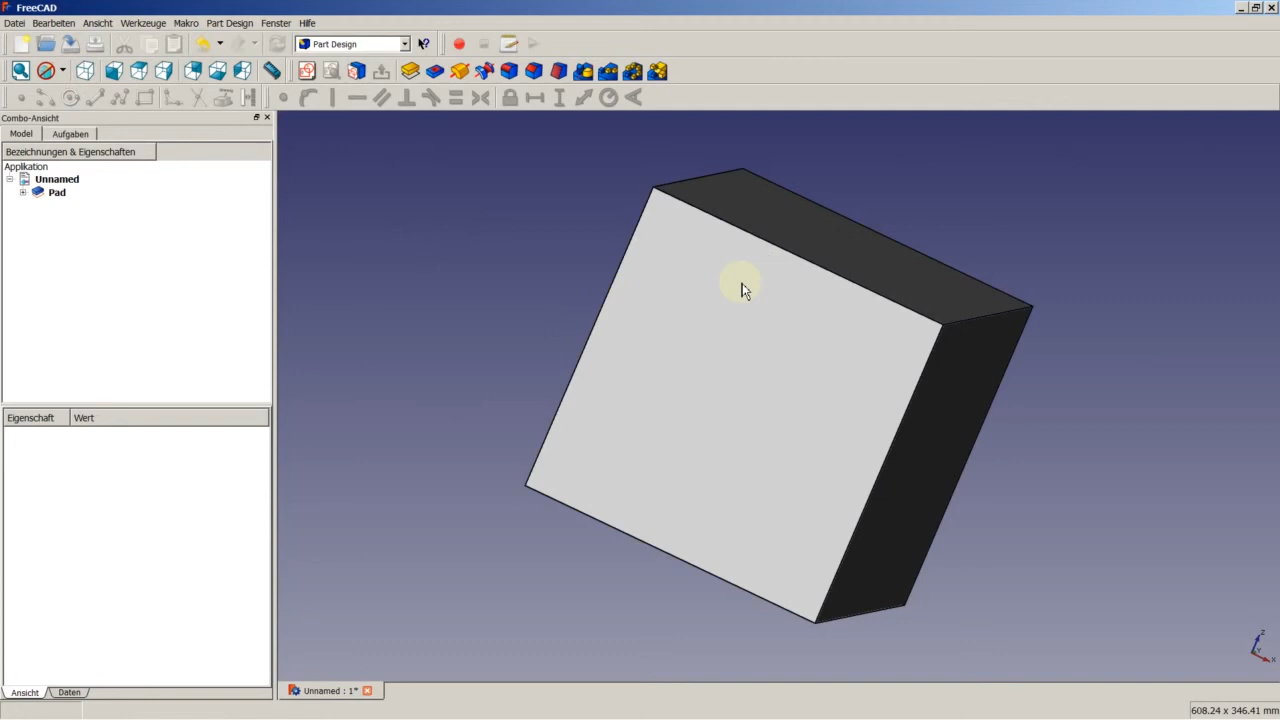 FreeCAD
Datei Bearbeiten Ansicht Werkzeuge Makro Part Design Fenster Hilfe
Part Design
Combo-Ansicht
Model Aufgaben
Bezeichnungen & Eigenschaften
Applikation
Unnamed
Pad
Eigenschaft Wert
Z
Y
X
Ansicht Daten
Unnamed : 1*
608.24 x 346.41 mm